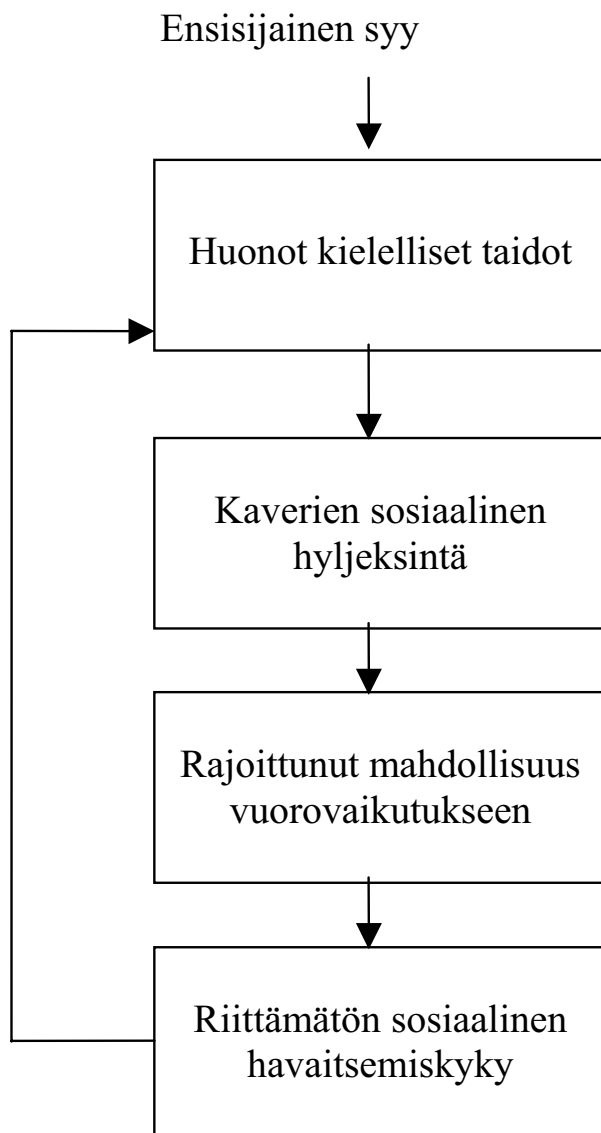 Ensisijainen syy
Huonot kielelliset taidot
Kaverien sosiaalinen
hyljeksintä
Rajoittunut mahdollisuus
vuorovaikutukseen
Riittämätön sosiaalinen
havaitsemiskyky